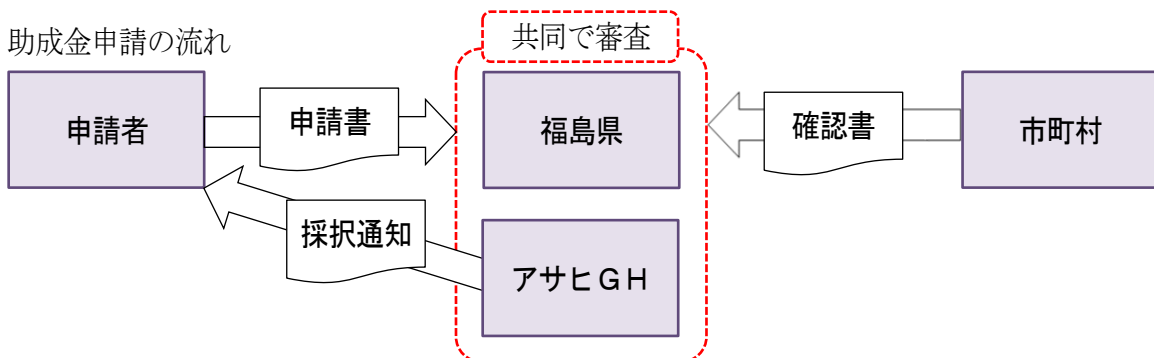 助成金申請の流れ
共同で審査
申請者
申請書
福島県
確認書
市町村
採択通知
アサヒＧＨ